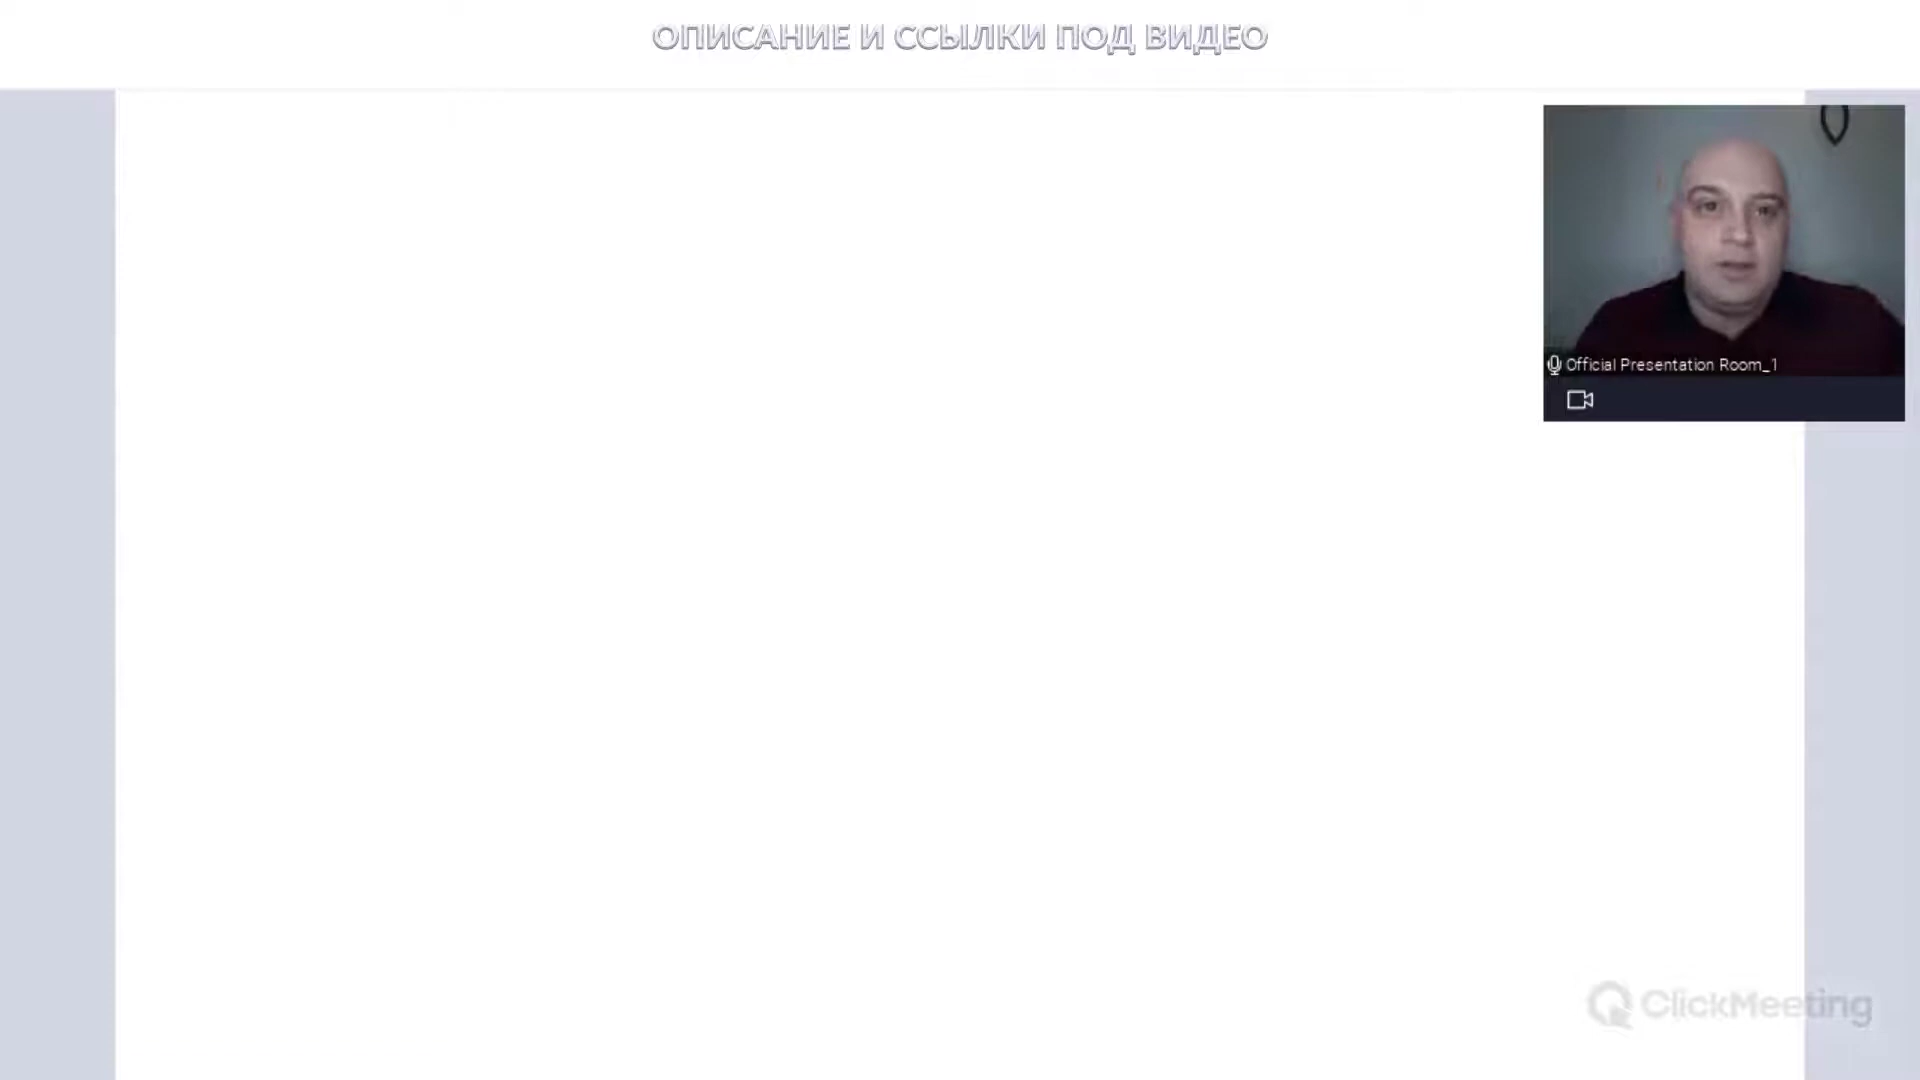 ОПИСАНИЕ И ССЫЛКИ ПОД ВИДЕО
Official Presentation Room_1
ClickMeeting